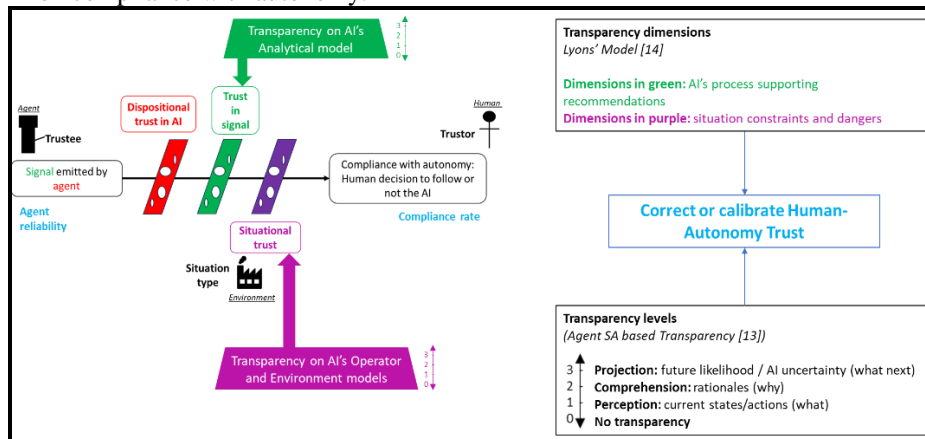 Transparency on AI's
Analytical model
3
2
1
0
Agent
Trustee
Dispositional
trust in AI
Trust
in
signal
Human
Trustor
Signal emitted by
agent
Compliance with autonomy:
Human decision to follow or
not the AI
Agent
reliability
Compliance rate
Situational
trust
Situation
type
Environment
Transparency on AI's Operator
and Environment models
3
2
1
0
Transparency dimensions
Lyons' Model [14]
Dimensions in green: AI's process supporting
recommendations
Dimensions in purple: situation constraints and dangers
Correct or calibrate Human-
Autonomy Trust
Transparency levels
(Agent SA based Transparency [13])
3 Projection: future likelihood / AI uncertainty (what next)
2 Comprehension: rationales (why)
1 Perception: current states/actions (what)
0 No transparency